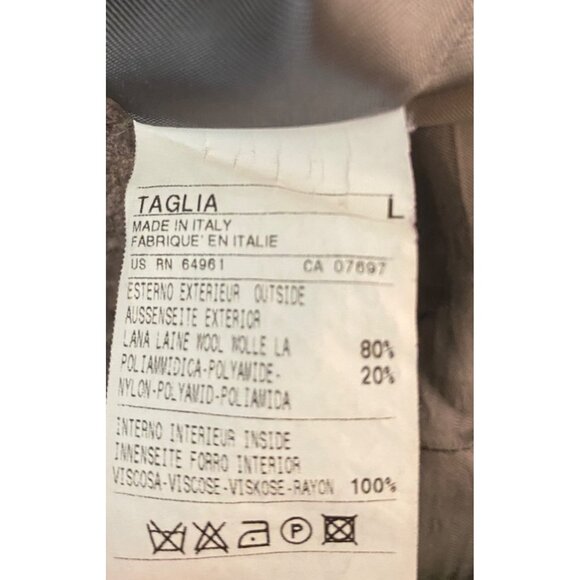 TAGLIA L
MADE IN ITALY
FABRIQUE' EN ITALIE
US RN 64961 CA 07697
ESTERNO EXTERIEUR OUTSIDE
AUSSENSEITE EXTERIOR
LANA LAINE WOOL WOLLE LA 80%
POLIAMMIDICA-POLYAMIDE- 20%
NYLON-POLYAMID-POLIAMIDA
INTERNO INTERIEUR INSIDE
INNENSEITE FORRO INTERIOR
VISCOSA-VISCOSE-VISKOSE-RAYON 100%
P